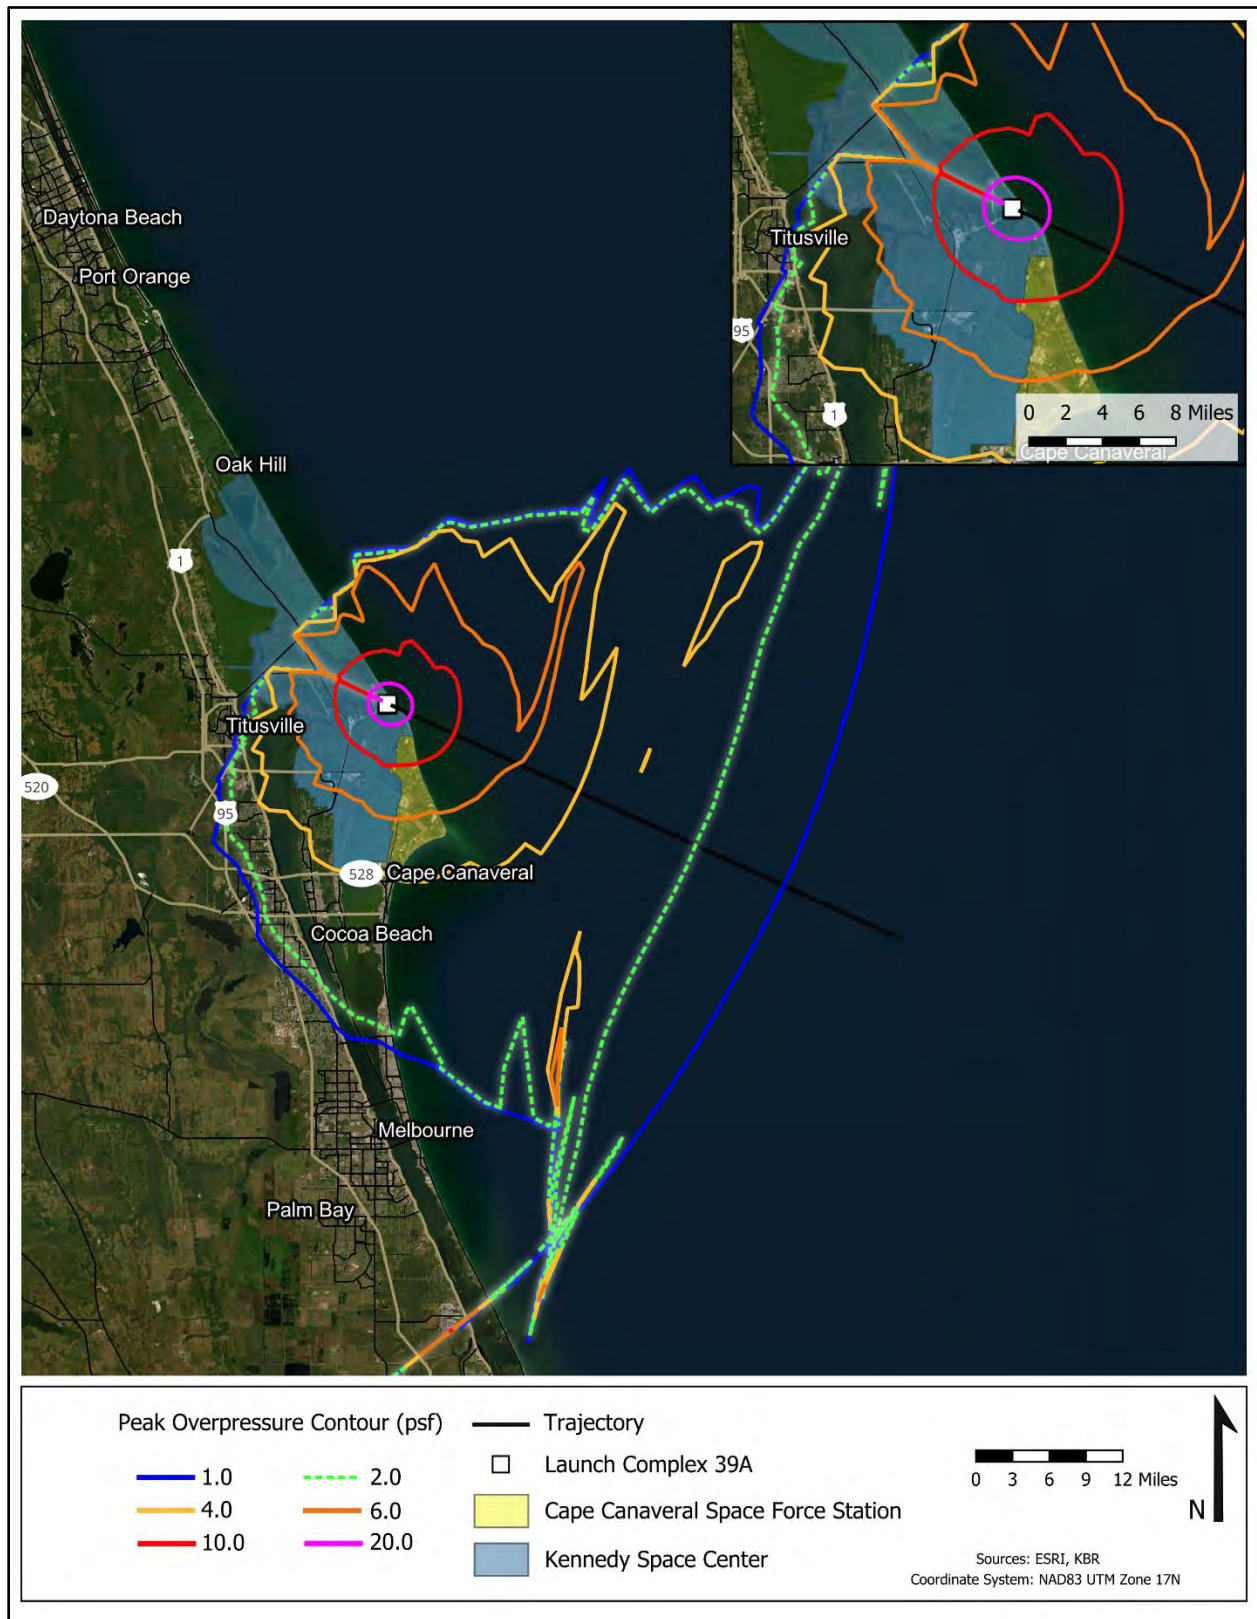 Daytona Beach
Port Orange
Oak Hill
1
Titusville
520
95
528
Cape Canaveral
Cocoa Beach
Melbourne
Palm Bay
Titusville
95
1
0 2 4 6 8 Miles
Cape Canaveral
Peak Overpressure Contour (psf)
1.0
2.0
4.0
6.0
10.0
20.0
Trajectory
Launch Complex 39A
Cape Canaveral Space Force Station
Kennedy Space Center
0 3 6 9 12 Miles
N
Sources: ESRI, KBR
Coordinate System: NAD83 UTM Zone 17N